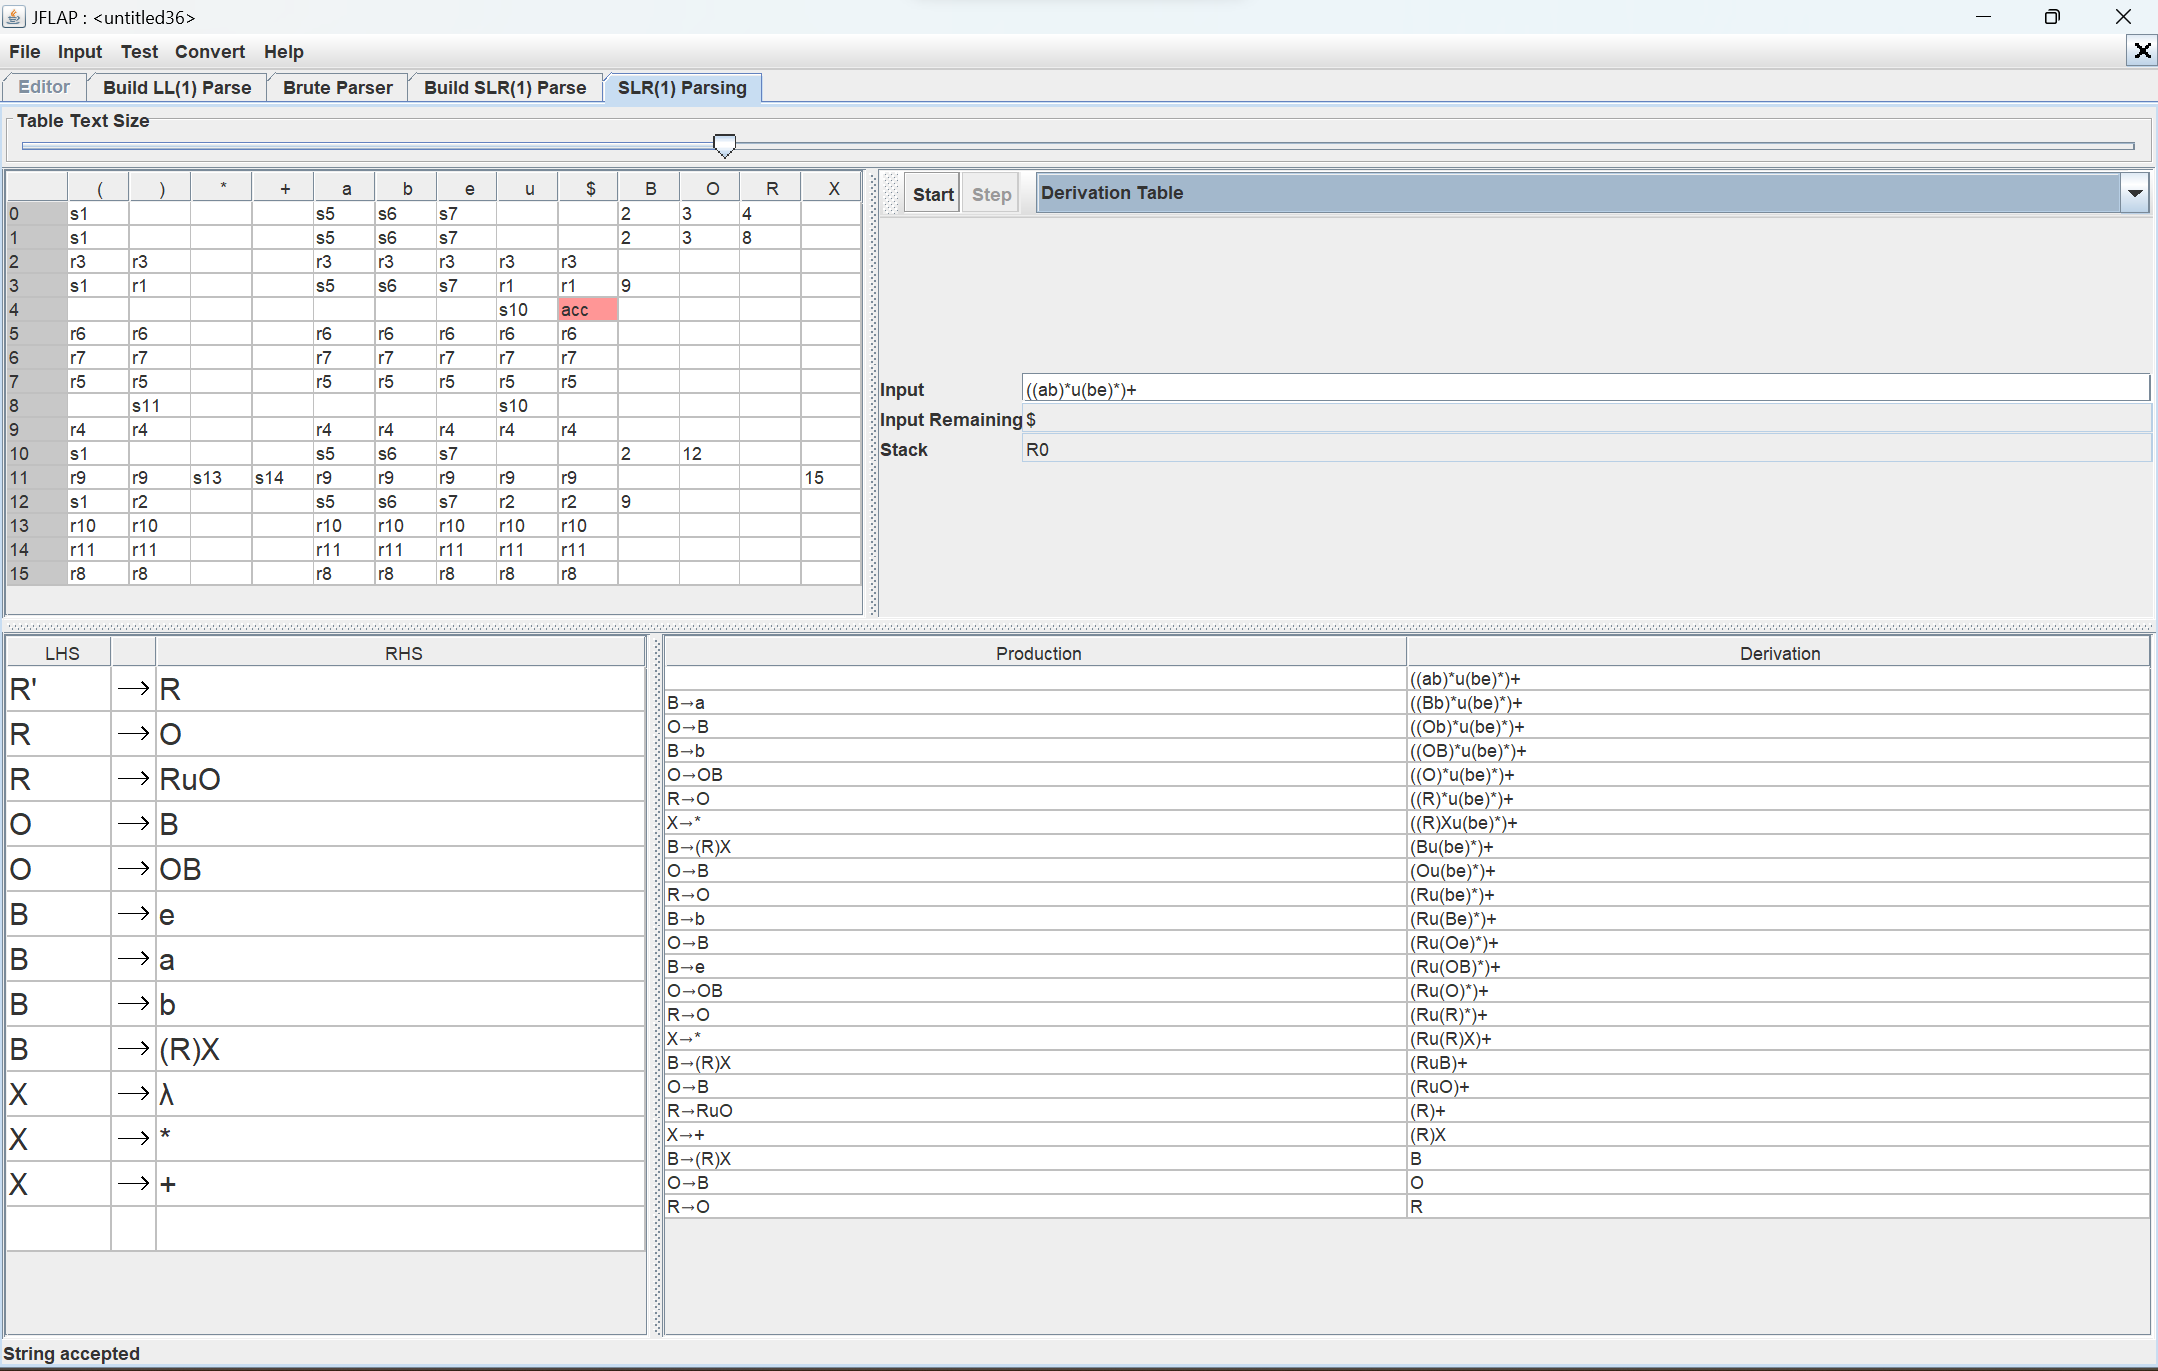 JFLAP : <untitled36>
File Input Test Convert Help
Editor Build LL(1) Parse Brute Parser Build SLR(1) Parse SLR(1) Parsing
Table Text Size
( ) * + a b e u $ B O R X
0 s1 s5 s6 s7 2 3 4
1 s1 s5 s6 s7 2 3 8
2 r3 r3 r3 r3 r3 r3 r3
3 s1 r1 s5 s6 s7 r1 r1 9
4 s10 acc
5 r6 r6 r6 r6 r6 r6 r6
6 r7 r7 r7 r7 r7 r7 r7
7 r5 r5 r5 r5 r5 r5 r5
8 s11 s10
9 r4 r4 r4 r4 r4 r4 r4
10 s1 s5 s6 s7 2 12
11 r9 r9 s13 s14 r9 r9 r9 r9 r9 15
12 s1 r2 s5 s6 s7 r2 r2 9
13 r10 r10 r10 r10 r10 r10 r10
14 r11 r11 r11 r11 r11 r11 r11
15 r8 r8 r8 r8 r8 r8 r8
Start Step Derivation Table
Input ((ab)*u(be)*)+
Input Remaining $
Stack R0
LHS RHS
R' → R
R → O
R → RuO
O → B
O → OB
B → e
B → a
B → b
B → (R)X
X → λ
X → *
X → +
Production Derivation
((ab)*u(be)*)+
B→a ((Bb)*u(be)*)+
O→B ((Ob)*u(be)*)+
B→b ((OB)*u(be)*)+
O→OB ((O)*u(be)*)+
R→O ((R)*u(be)*)+
X→* ((R)Xu(be)*)+
B→(R)X (Bu(be)*)+
O→B (Ou(be)*)+
R→O (Ru(be)*)+
B→b (Ru(Be)*)+
O→B (Ru(Oe)*)+
B→e (Ru(OB)*)+
O→OB (Ru(O)*)+
R→O (Ru(R)*)+
X→* (Ru(R)X)+
B→(R)X (RuB)+
O→B (RuO)+
R→RuO (R)+
X→+ (R)X
B→(R)X B
O→B O
R→O R
String accepted